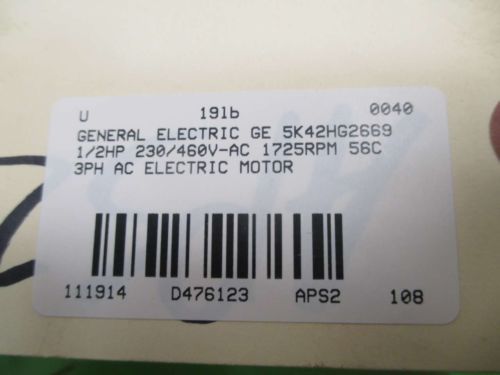 U 19lb 0040
GENERAL ELECTRIC GE 5K42HG2669
1/2HP 230/460V-AC 1725RPM 56C
3PH AC ELECTRIC MOTOR
111914 D476123 APS2 108